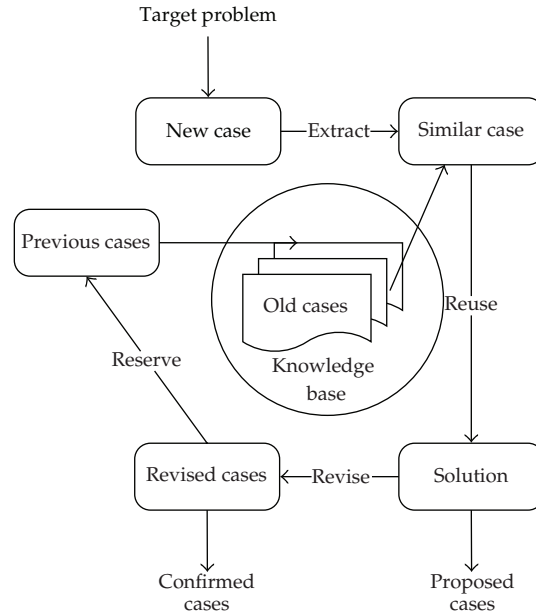 Target problem
New case
Extract
Similar case
Previous cases
Old cases
Knowledge
base
Reuse
Reserve
Revised cases
Revise
Solution
Confirmed
cases
Proposed
cases